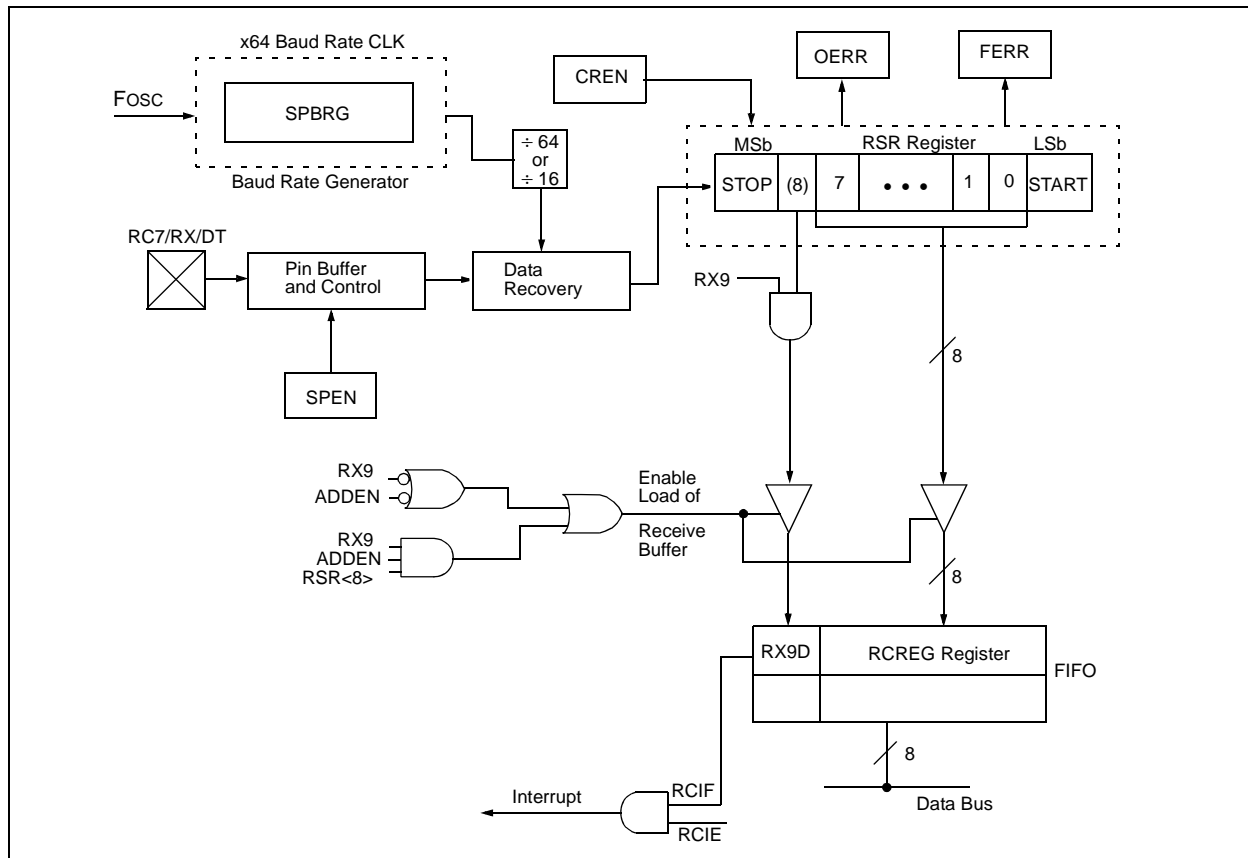 x64 Baud Rate CLK
FOSC
SPBRG
Baud Rate Generator
÷ 64
or
÷ 16
CREN
OERR
FERR
MSb
RSR Register
LSb
STOP
(8)
7
• • •
1
0
START
RC7/RX/DT
Pin Buffer
and Control
Data
Recovery
SPEN
RX9
8
RX9
ADDEN
RX9
ADDEN
RSR<8>
Enable
Load of
Receive
Buffer
8
RX9D
RCREG Register
FIFO
8
Data Bus
Interrupt
RCIF
RCIE